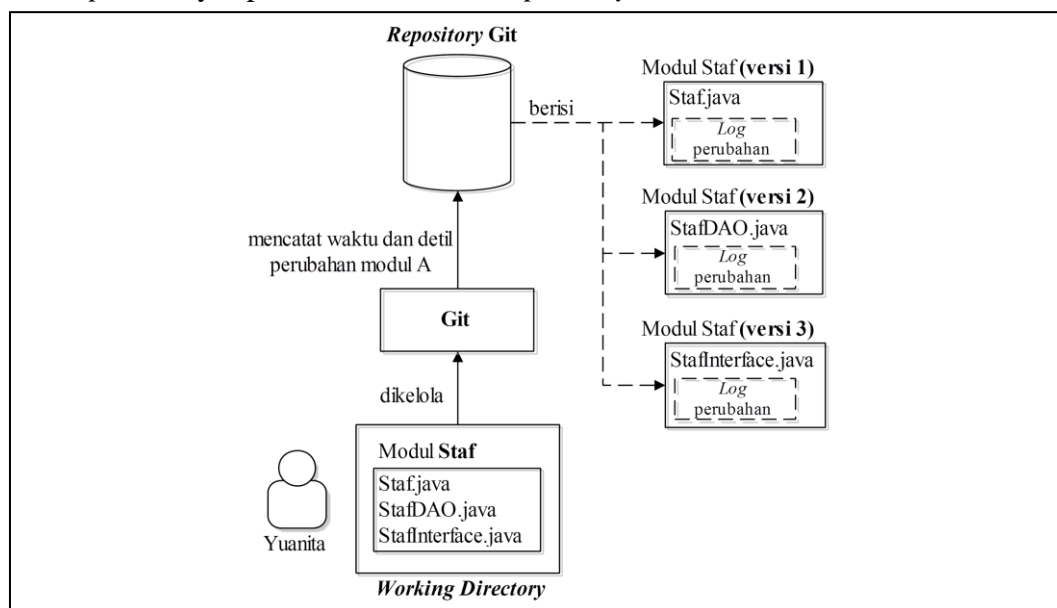 Repository Git
berisi
Modul Staf (versi 1)
Staf.java
Log
perubahan
Modul Staf (versi 2)
StafDAO.java
Log
perubahan
Modul Staf (versi 3)
StafInterface.java
Log
perubahan
mencatat waktu dan detil
perubahan modul A
Git
dikelola
Modul Staf
Staf.java
StafDAO.java
StafInterface.java
Yuanita
Working Directory